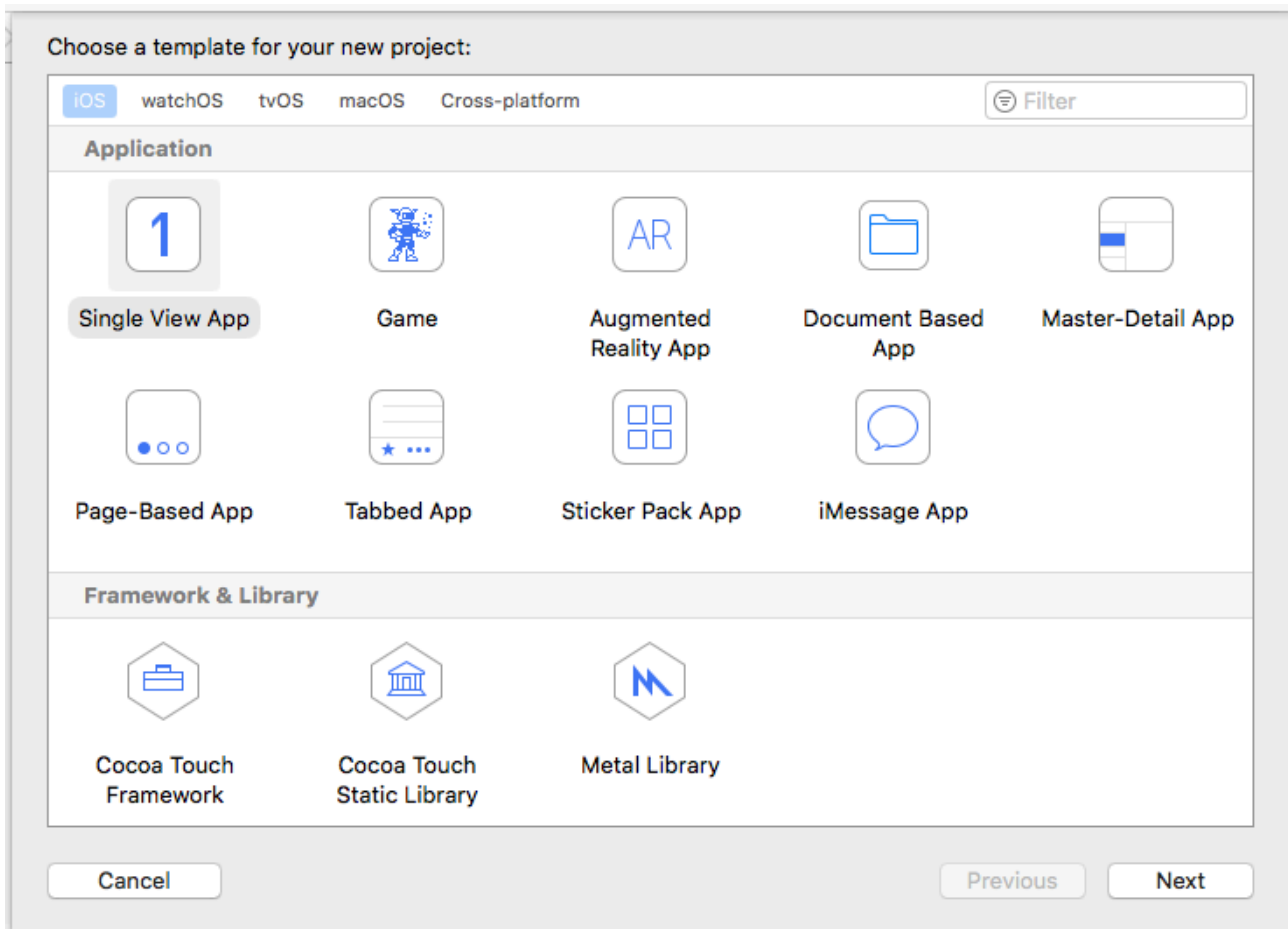 Choose a template for your new project:
iOS watchOS tvOS macOS Cross-platform Filter
Application
1 AR
Single View App Game Augmented Document Based Master-Detail App
Reality App App
Page-Based App Tabbed App Sticker Pack App iMessage App
Framework & Library
Cocoa Touch Cocoa Touch Metal Library
Framework Static Library
Cancel Previous Next